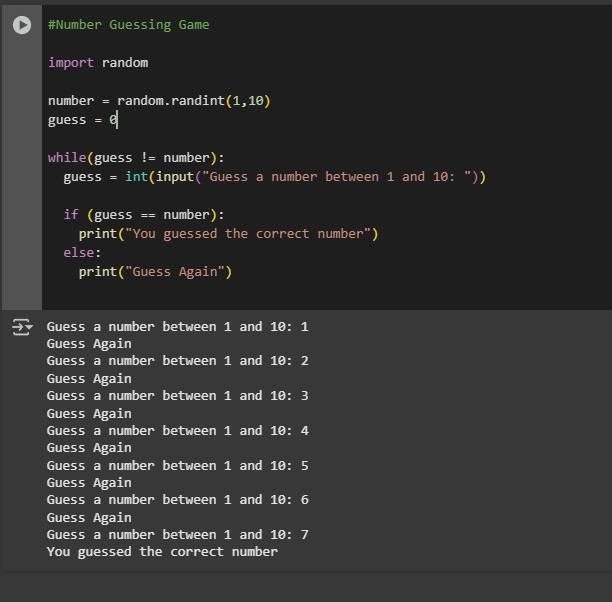 #Number Guessing Game
import random
number = random.randint(1,10)
guess = 0
while(guess != number):
  guess = int(input("Guess a number between 1 and 10: "))
  if (guess == number):
    print("You guessed the correct number")
  else:
    print("Guess Again")
Guess a number between 1 and 10: 1
Guess Again
Guess a number between 1 and 10: 2
Guess Again
Guess a number between 1 and 10: 3
Guess Again
Guess a number between 1 and 10: 4
Guess Again
Guess a number between 1 and 10: 5
Guess Again
Guess a number between 1 and 10: 6
Guess Again
Guess a number between 1 and 10: 7
You guessed the correct number